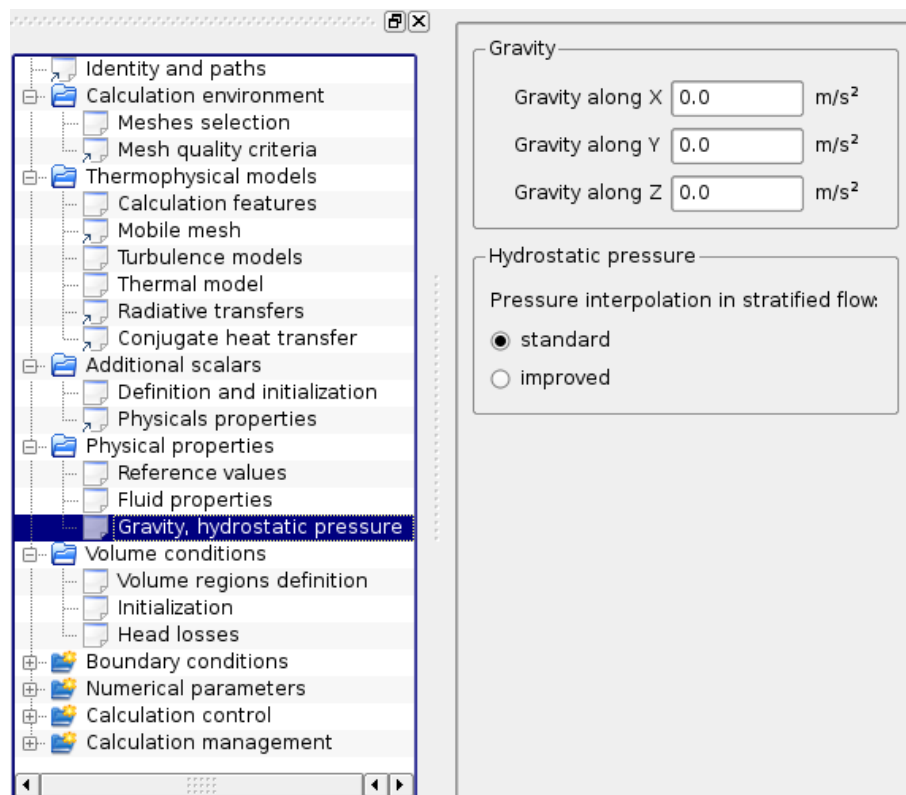 Identity and paths
Calculation environment
Meshes selection
Mesh quality criteria
Thermophysical models
Calculation features
Mobile mesh
Turbulence models
Thermal model
Radiative transfers
Conjugate heat transfer
Additional scalars
Definition and initialization
Physicals properties
Physical properties
Reference values
Fluid properties
Gravity, hydrostatic pressure
Volume conditions
Volume regions definition
Initialization
Head losses
Boundary conditions
Numerical parameters
Calculation control
Calculation management
Gravity
Gravity along X 0.0 m/s²
Gravity along Y 0.0 m/s²
Gravity along Z 0.0 m/s²
Hydrostatic pressure
Pressure interpolation in stratified flow:
standard
improved